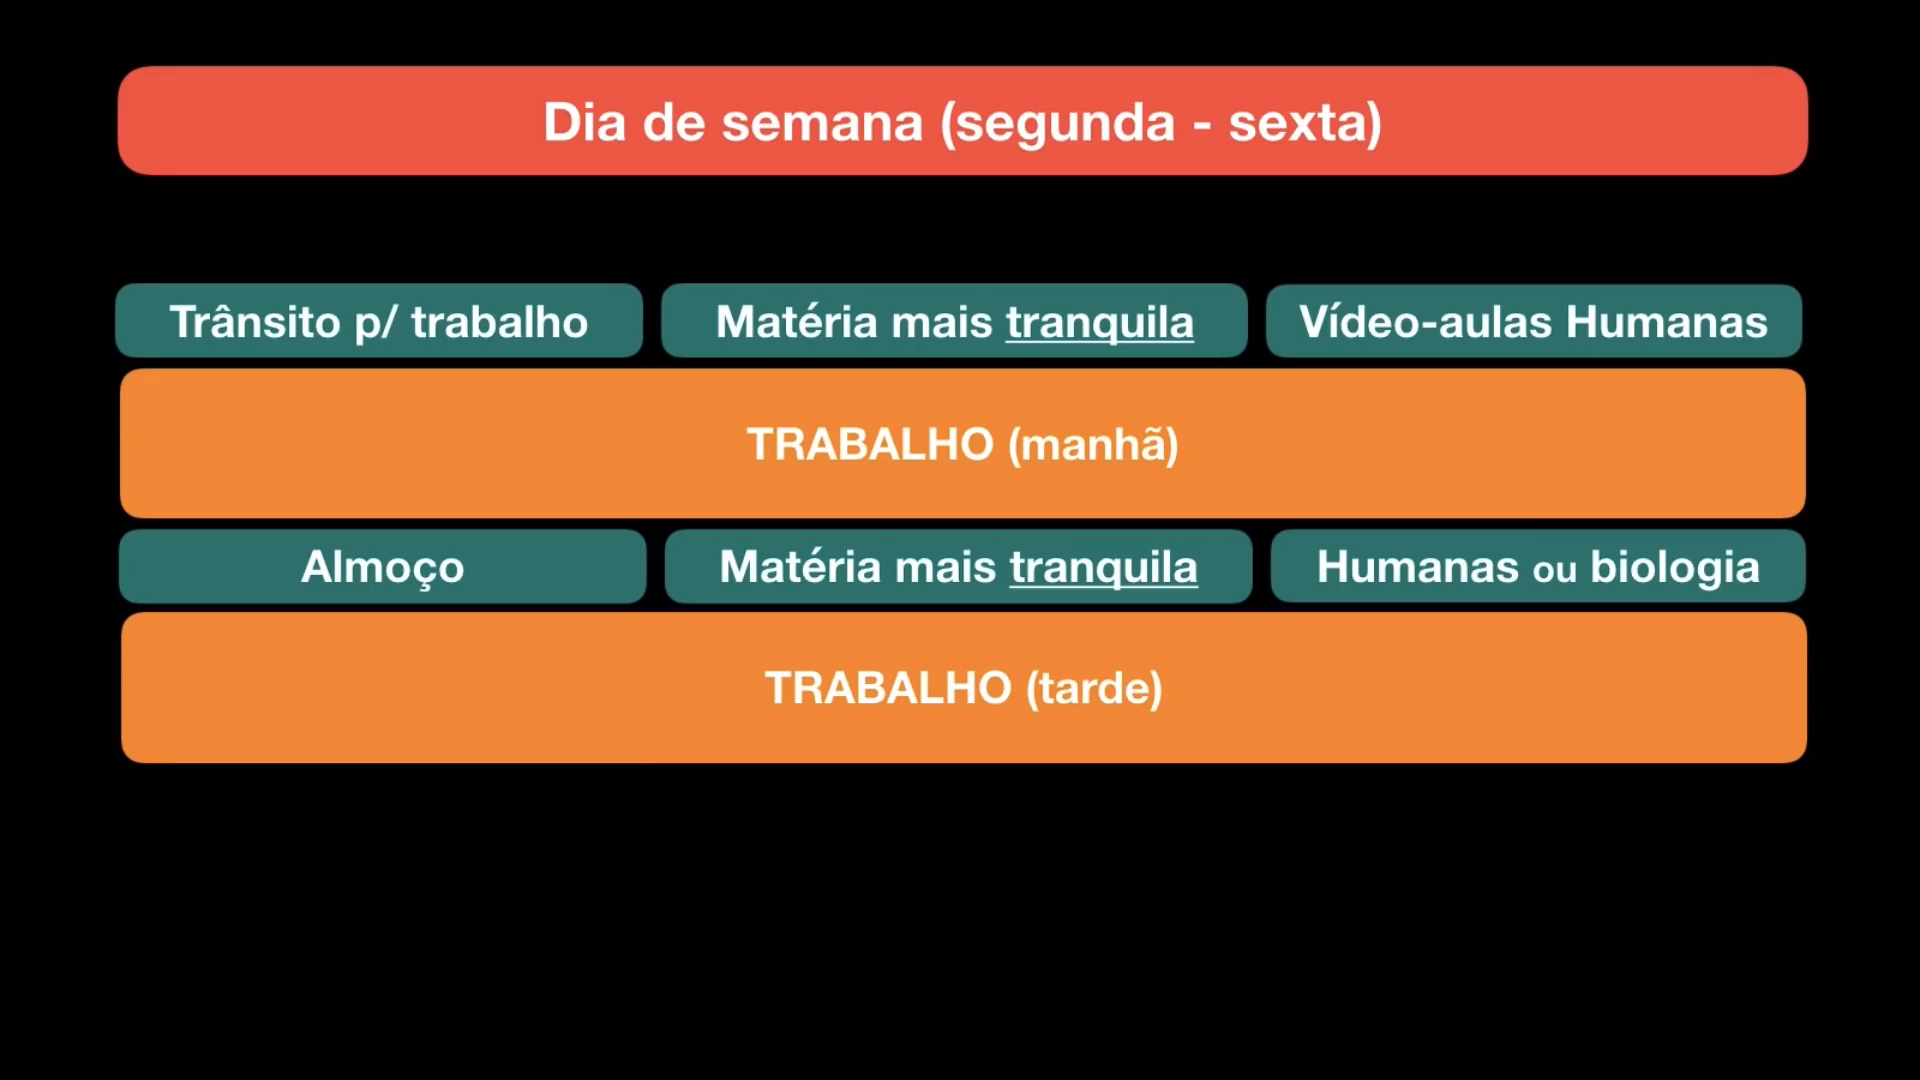 Dia de semana (segunda - sexta)
Trânsito p/ trabalho
Matéria mais tranquila
Vídeo-aulas Humanas
TRABALHO (manhã)
Almoço
Matéria mais tranquila
Humanas ou biologia
TRABALHO (tarde)